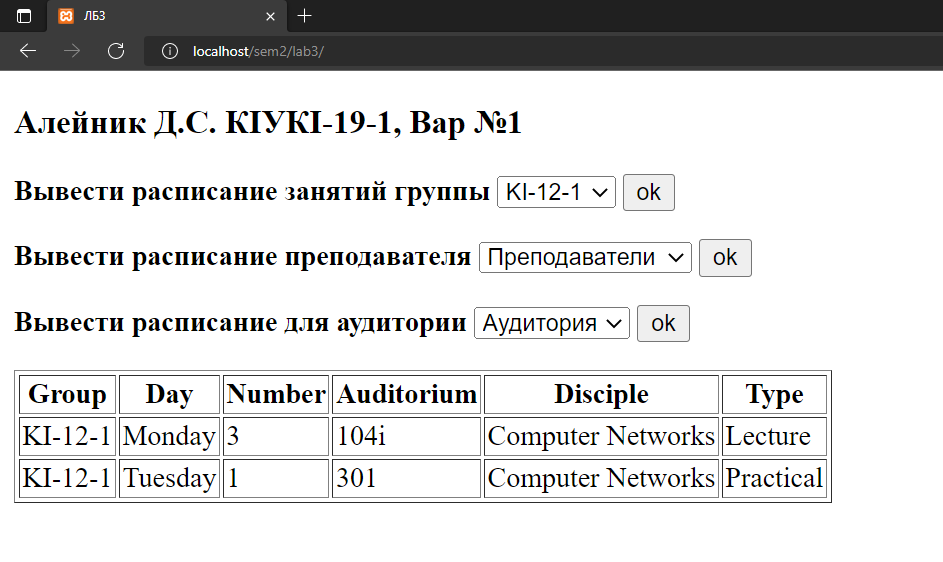 ЛБ3
localhost/sem2/lab3/
Алейник Д.С. КІУКІ-19-1, Вар №1
Вывести расписание занятий группы KI-12-1 ok
Вывести расписание преподавателя Преподаватели ok
Вывести расписание для аудитории Аудитория ok
Group Day Number Auditorium Disciple Type
KI-12-1 Monday 3 104i Computer Networks Lecture
KI-12-1 Tuesday 1 301 Computer Networks Practical